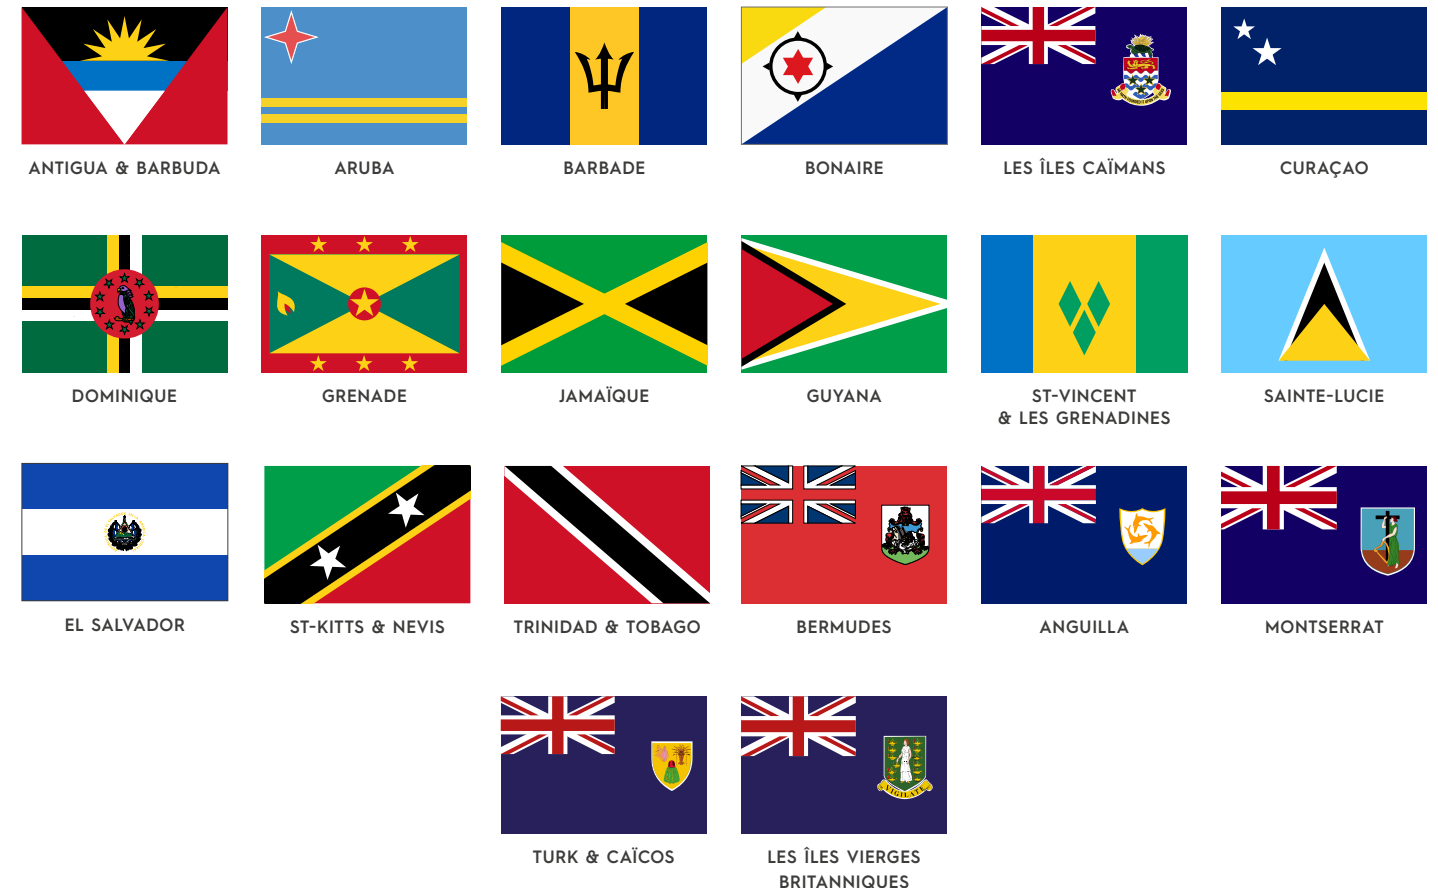 ANTIGUA & BARBUDA
ARUBA
BARBADE
BONAIRE
LES ÎLES CAÏMANS
CURAÇAO
DOMINIQUE
GRENADE
JAMAÏQUE
GUYANA
ST-VINCENT
& LES GRENADINES
SAINTE-LUCIE
EL SALVADOR
ST-KITTS & NEVIS
TRINIDAD & TOBAGO
BERMUDES
ANGUILLA
MONTSERRAT
VIGILATE
TURK & CAÏCOS
LES ÎLES VIERGES
BRITANNIQUES